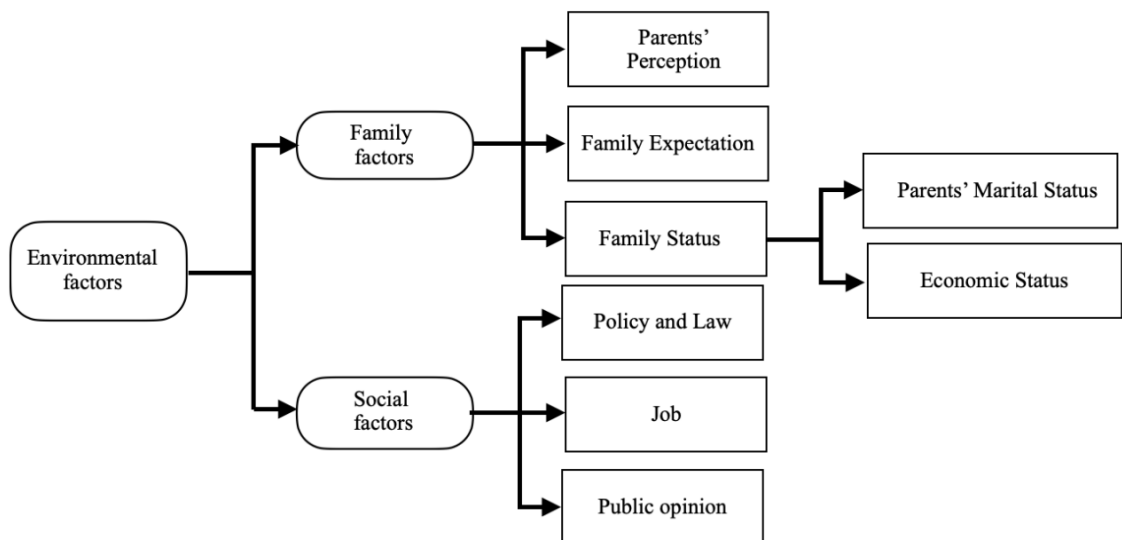 Environmental
factors
Family
factors
Parents’
Perception
Family Expectation
Family Status
Parents’ Marital Status
Economic Status
Social
factors
Policy and Law
Job
Public opinion